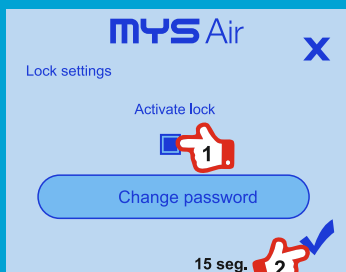 MYS Air
X
Lock settings
Activate lock
1
Change password
15 seg.
2